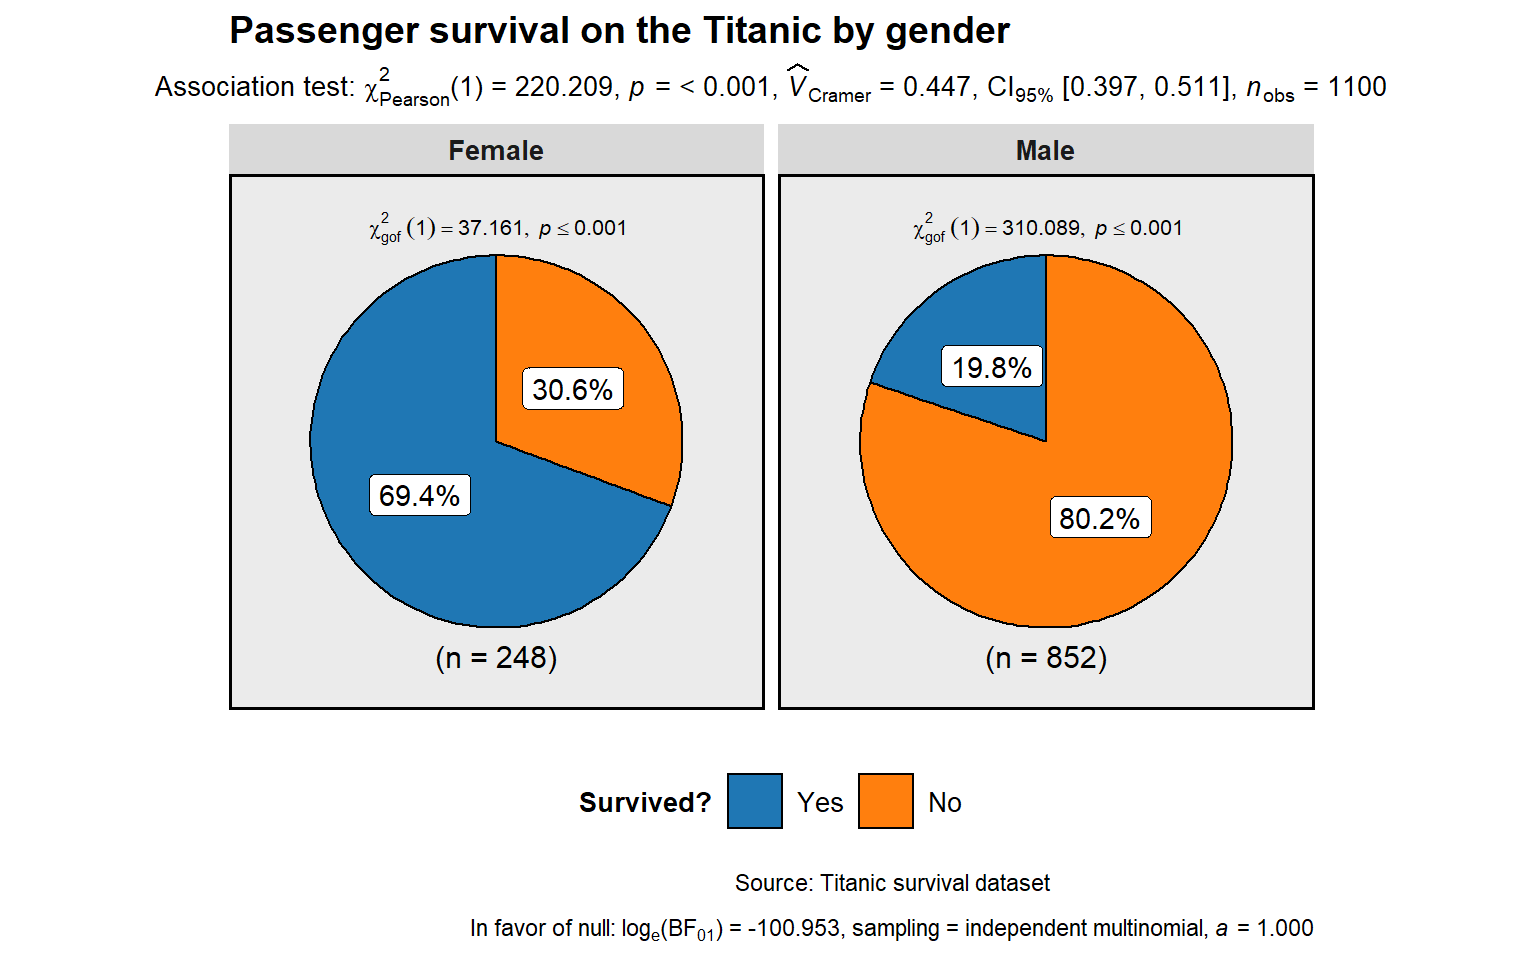 Passenger survival on the Titanic by gender
Association test: χ²Pearson(1) = 220.209, p = < 0.001, V̂Cramer = 0.447, CI95% [0.397, 0.511], nobs = 1100
Female
Male
χ²gof (1) = 37.161, p ≤ 0.001
χ²gof (1) = 310.089, p ≤ 0.001
30.6%
69.4%
19.8%
80.2%
(n = 248)
(n = 852)
Survived? Yes No
Source: Titanic survival dataset
In favor of null: loge(BF01) = -100.953, sampling = independent multinomial, a = 1.000